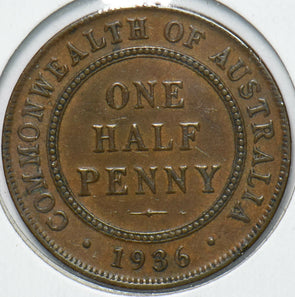 COMMONWEALTH OF AUSTRALIA
ONE
HALF
PENNY
· 1936 ·